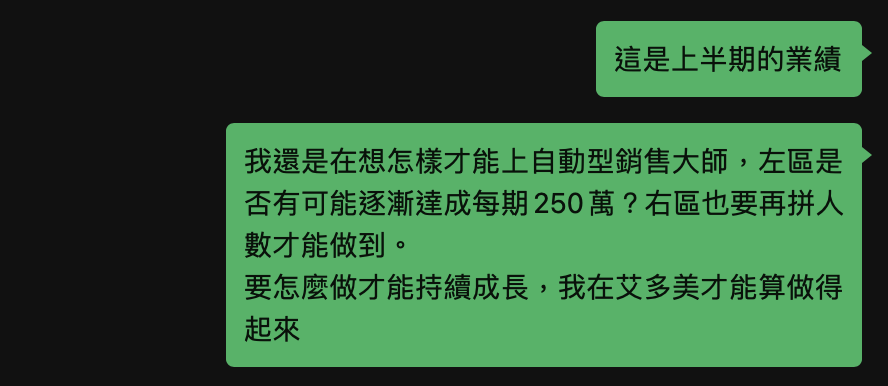 這是上半期的業績
我還是在想怎樣才能上自動型銷售大師，左區是
否有可能逐漸達成每期250萬？右區也要再拼人
數才能做到。
要怎麼做才能持續成長，我在艾多美才能算做得
起來